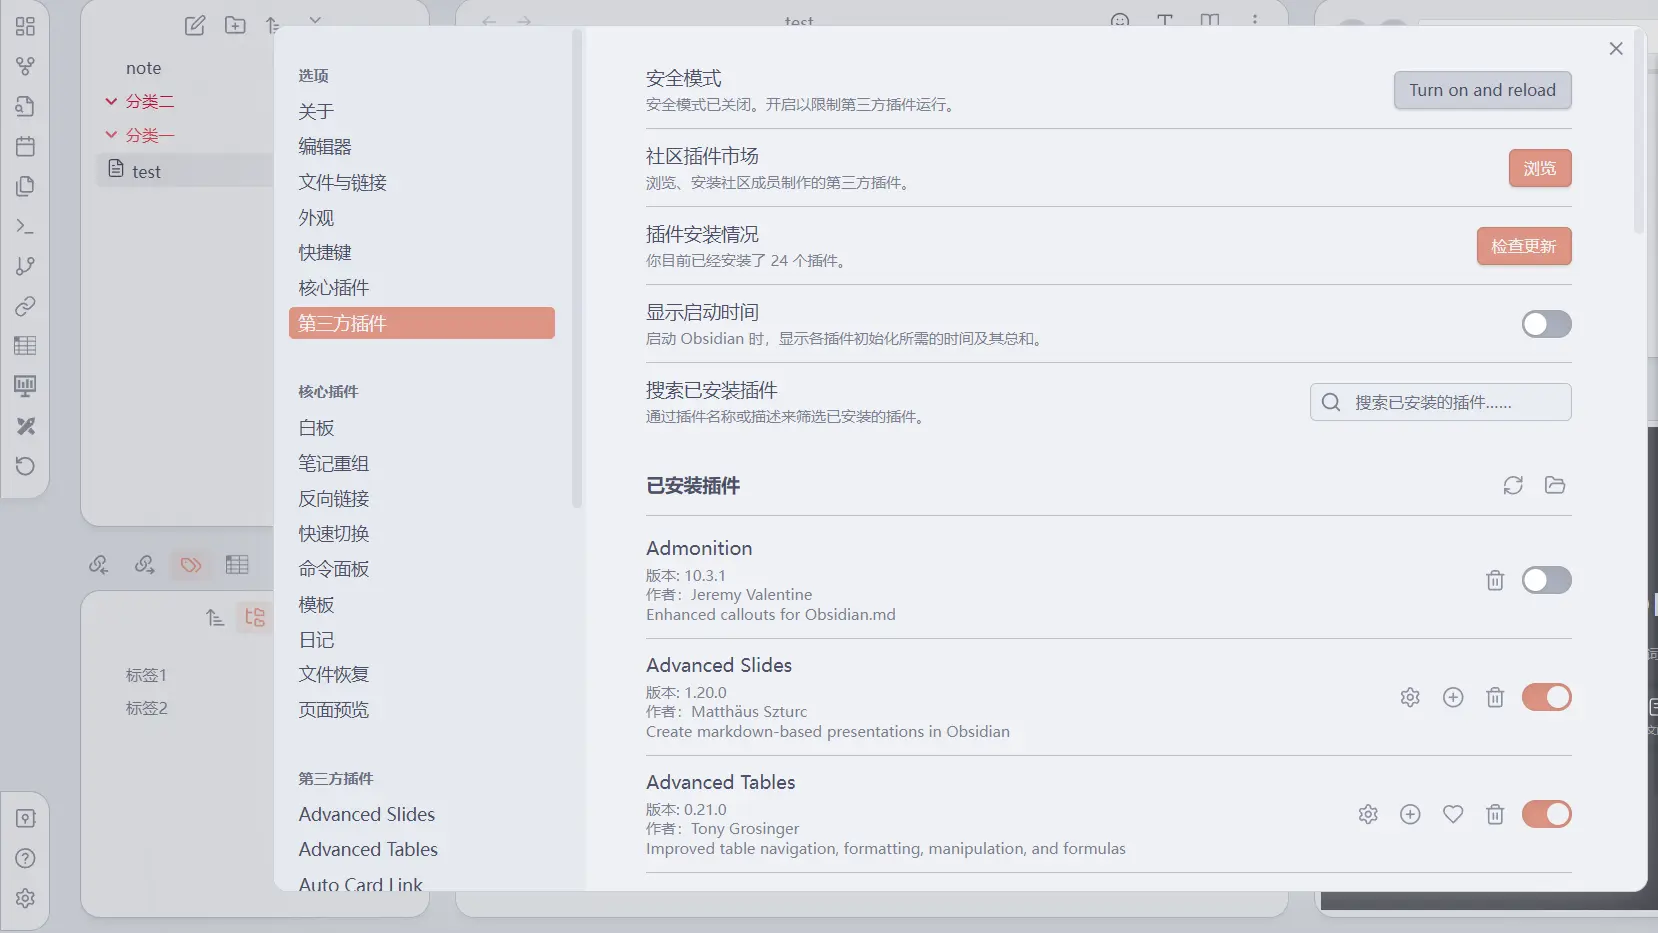 test
note
分类二
分类一
test
标签1
标签2
选项
关于
编辑器
文件与链接
外观
快捷键
核心插件
第三方插件
核心插件
白板
笔记重组
反向链接
快速切换
命令面板
模板
日记
文件恢复
页面预览
第三方插件
Advanced Slides
Advanced Tables
Auto Card Link
安全模式
安全模式已关闭。开启以限制第三方插件运行。
Turn on and reload
社区插件市场
浏览、安装社区成员制作的第三方插件。
浏览
插件安装情况
你目前已经安装了 24 个插件。
检查更新
显示启动时间
启动 Obsidian 时，显示各插件初始化所需的时间及其总和。
搜索已安装插件
通过插件名称或描述来筛选已安装的插件。
搜索已安装的插件……
已安装插件
Admonition
版本: 10.3.1
作者：Jeremy Valentine
Enhanced callouts for Obsidian.md
Advanced Slides
版本: 1.20.0
作者：Matthäus Szturc
Create markdown-based presentations in Obsidian
Advanced Tables
版本: 0.21.0
作者：Tony Grosinger
Improved table navigation, formatting, manipulation, and formulas